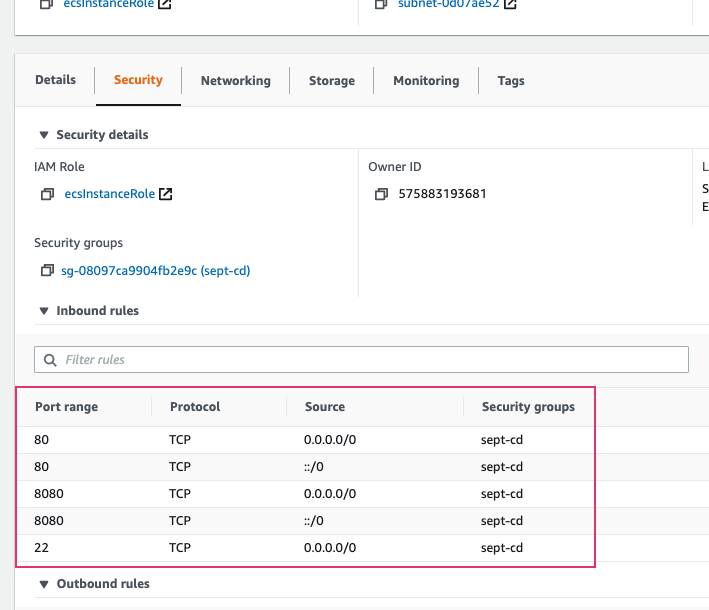 ecsInstanceRole subnet-0d07ae52
Details Security Networking Storage Monitoring Tags
▼ Security details
IAM Role Owner ID L
ecsInstanceRole 575883193681 S
E
Security groups
sg-08097ca9904fb2e9c (sept-cd)
▼ Inbound rules
Filter rules
Port range Protocol Source Security groups
80 TCP 0.0.0.0/0 sept-cd
80 TCP ::/0 sept-cd
8080 TCP 0.0.0.0/0 sept-cd
8080 TCP ::/0 sept-cd
22 TCP 0.0.0.0/0 sept-cd
▼ Outbound rules